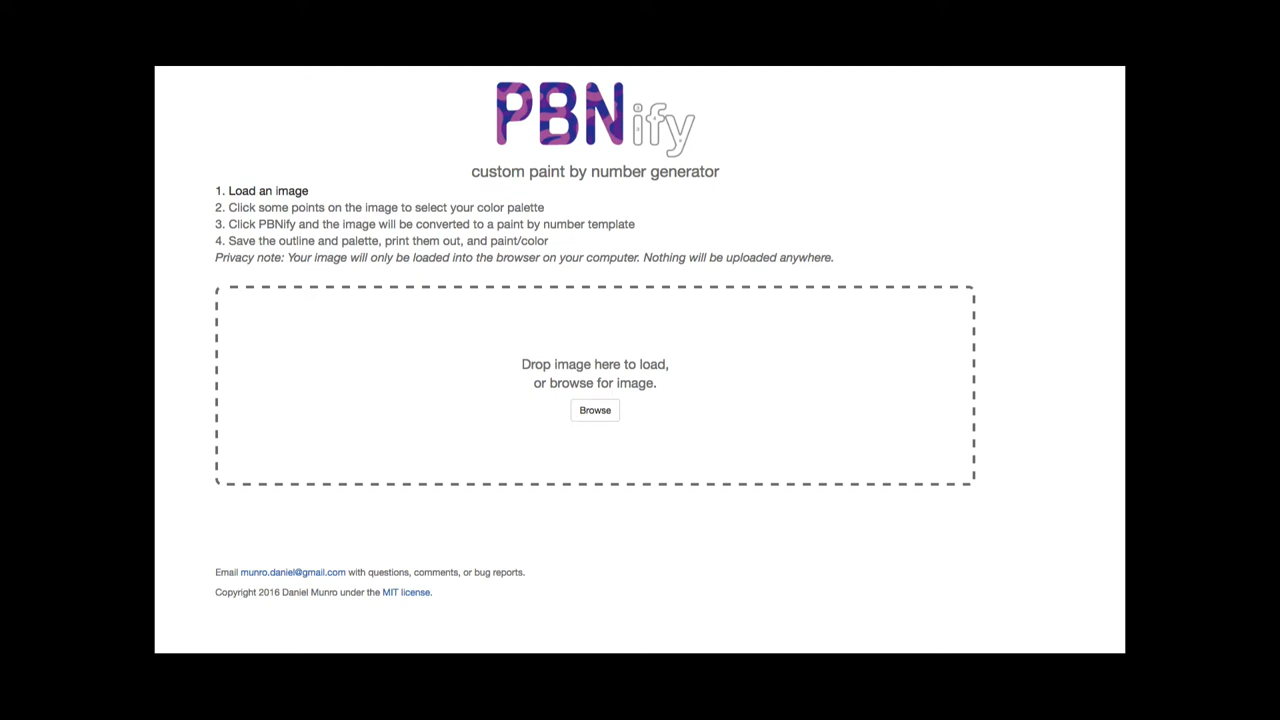 PBNify
custom paint by number generator
1. Load an image
2. Click some points on the image to select your color palette
3. Click PBNify and the image will be converted to a paint by number template
4. Save the outline and palette, print them out, and paint/color
Privacy note: Your image will only be loaded into the browser on your computer. Nothing will be uploaded anywhere.
Drop image here to load,
or browse for image.
Browse
Email munro.daniel@gmail.com with questions, comments, or bug reports.
Copyright 2016 Daniel Munro under the MIT license.